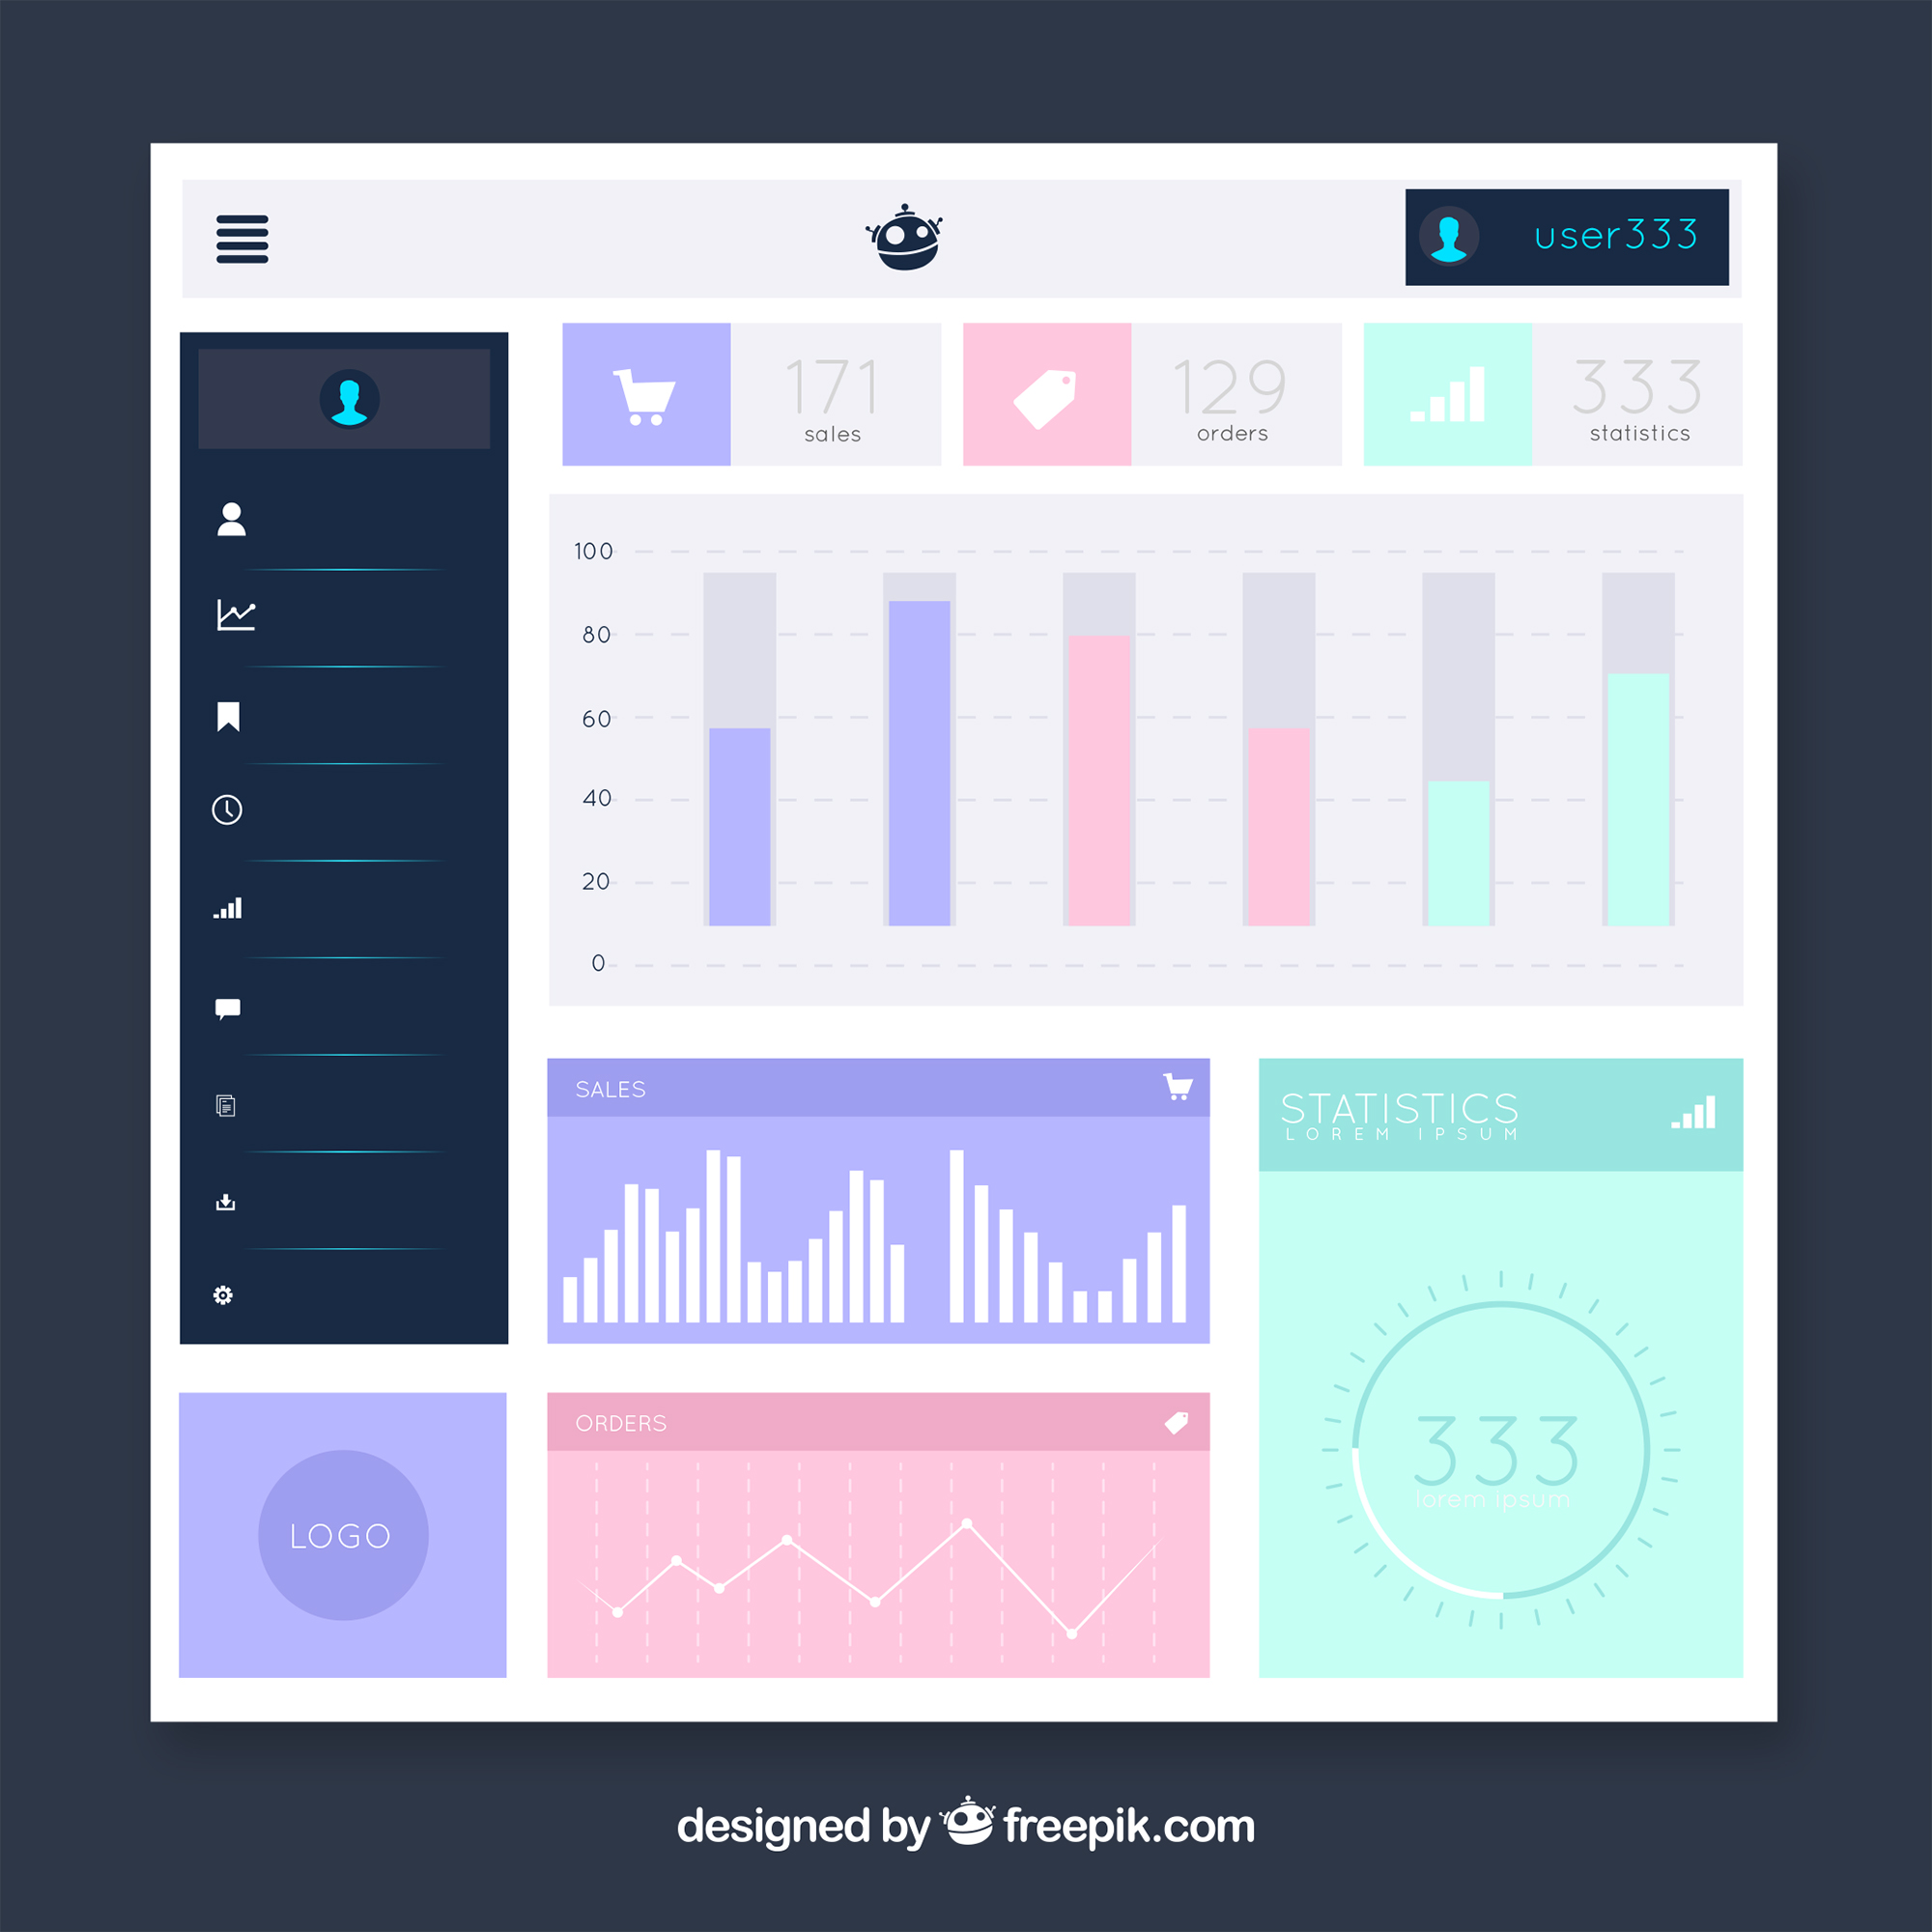 user333
171
sales
129
orders
333
statistics
100
80
60
40
20
0
SALES
STATISTICS
LOREM IPSUM
ORDERS
333
lorem ipsum
LOGO
designed by freepik.com